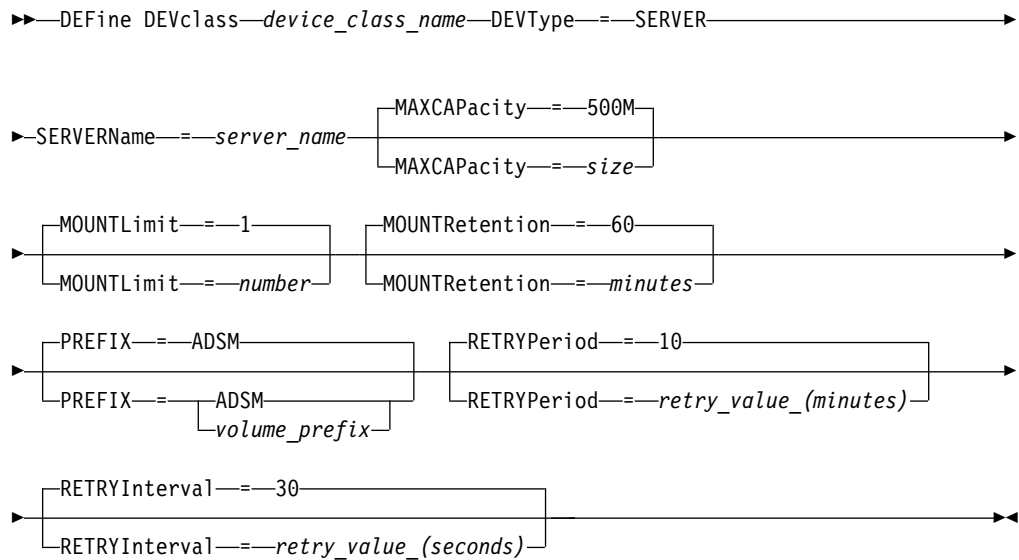 DEFine DEVclass device_class_name DEVType = SERVER
MAXCAPacity = 500M
SERVERName = server_name
MAXCAPacity = size
MOUNTLimit = 1 MOUNTRetention = 60
MOUNTLimit = number MOUNTRetention = minutes
PREFIX = ADSM RETRYPeriod = 10
PREFIX = ADSM RETRYPeriod = retry_value_(minutes)
volume_prefix
RETRYInterval = 30
RETRYInterval = retry_value_(seconds)